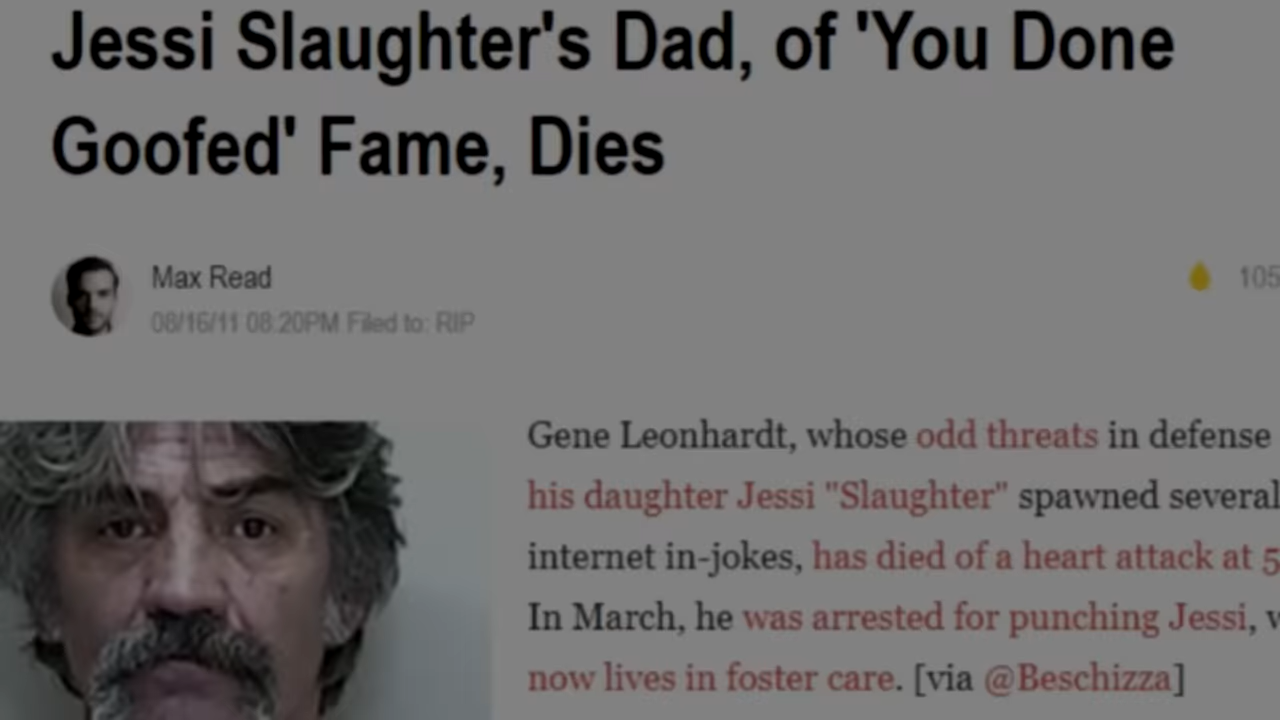 Jessi Slaughter's Dad, of 'You Done
Goofed' Fame, Dies
Max Read
08/16/11 08:20PM Filed to: RIP
105
Gene Leonhardt, whose odd threats in defense
his daughter Jessi "Slaughter" spawned several
internet in-jokes, has died of a heart attack at 5
In March, he was arrested for punching Jessi, w
now lives in foster care. [via @Beschizza]